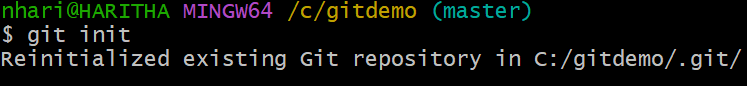 nhari@HARITHA MINGW64 /c/gitdemo (master)
$ git init
Reinitialized existing Git repository in C:/gitdemo/.git/